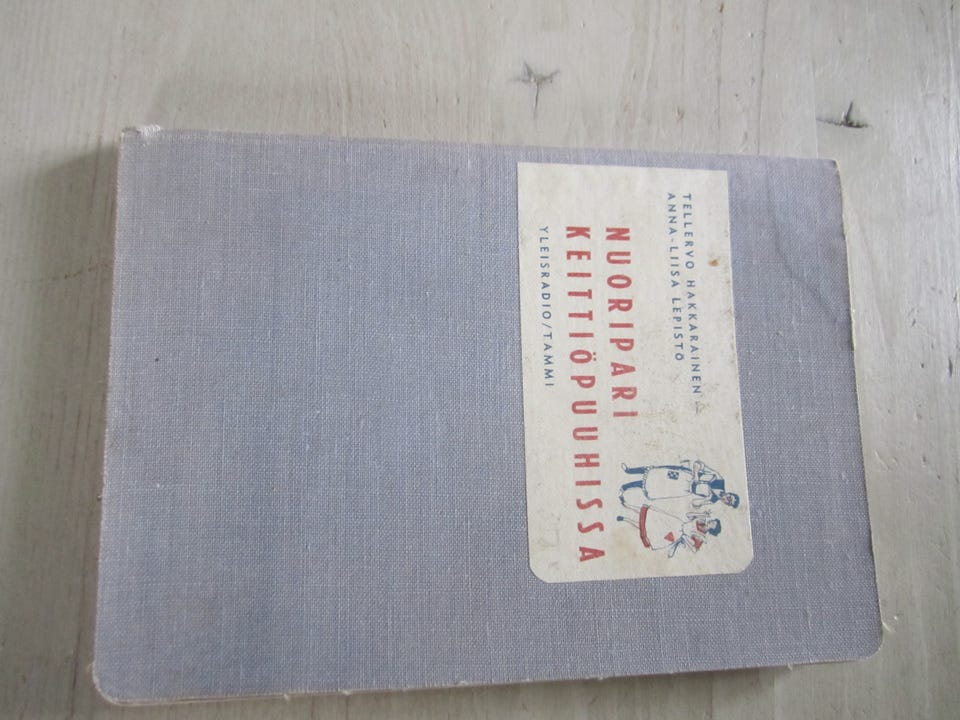 TELLERVO HAKKARAINEN
ANNA-LIISA LEPISTÖ
NUORIPARI
KEITTIÖPUUHISSA
YLEISRADIO/TAMMI